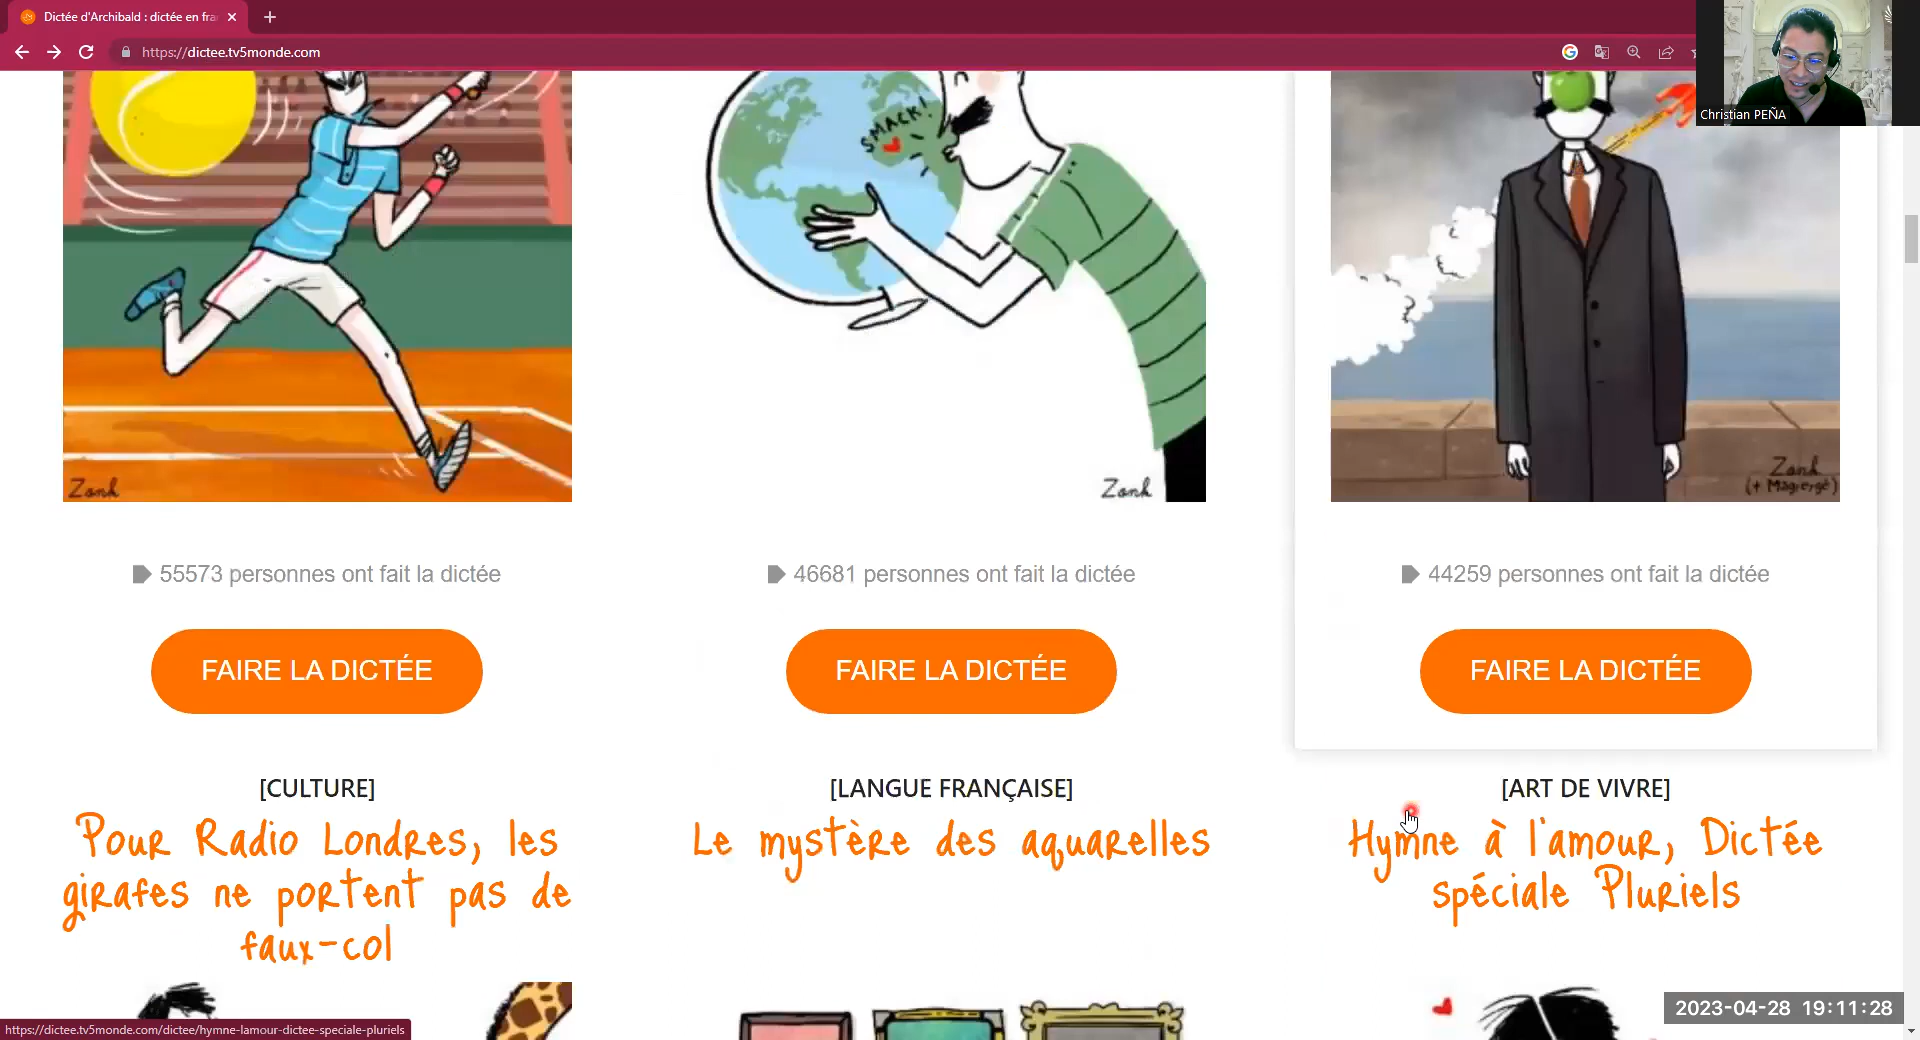 Dictée d'Archibald : dictée en fra
https://dictee.tv5monde.com
Christian PEÑA
SMACK!
Zonk
Zonk
Zonk
(+ Magiergé)
55573 personnes ont fait la dictée
46681 personnes ont fait la dictée
44259 personnes ont fait la dictée
FAIRE LA DICTÉE
FAIRE LA DICTÉE
FAIRE LA DICTÉE
[CULTURE]
Pour Radio Londres, les
girafes ne portent pas de
faux-col
[LANGUE FRANÇAISE]
Le mystère des aquarelles
[ART DE VIVRE]
Hymne à l'amour, Dictée
spéciale Pluriels
https://dictee.tv5monde.com/dictee/hymne-lamour-dictee-speciale-pluriels
2023-04-28 19:11:28